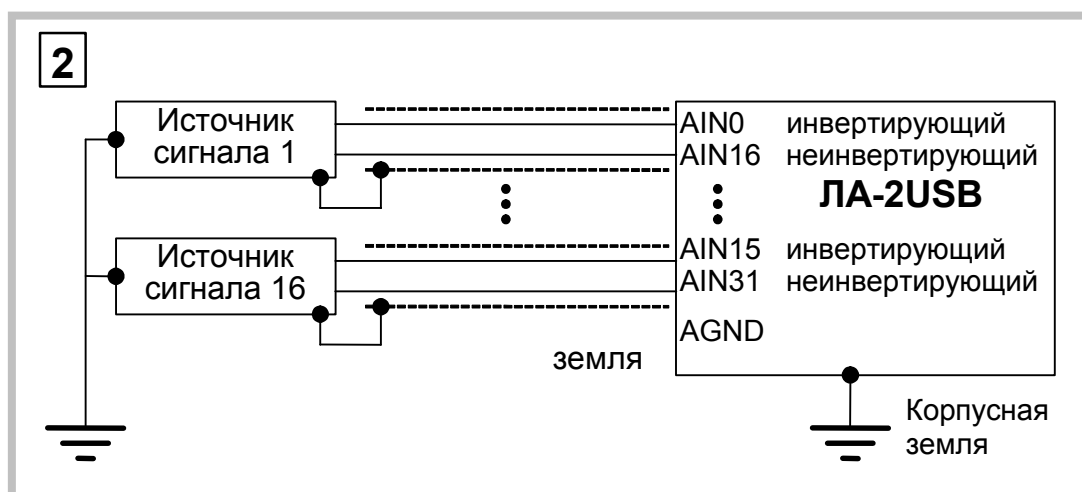 2
Источник
сигнала 1
AIN0 инвертирующий
AIN16 неинвертирующий
ЛА-2USB
Источник
сигнала 16
AIN15 инвертирующий
AIN31 неинвертирующий
AGND
земля
Корпусная
земля